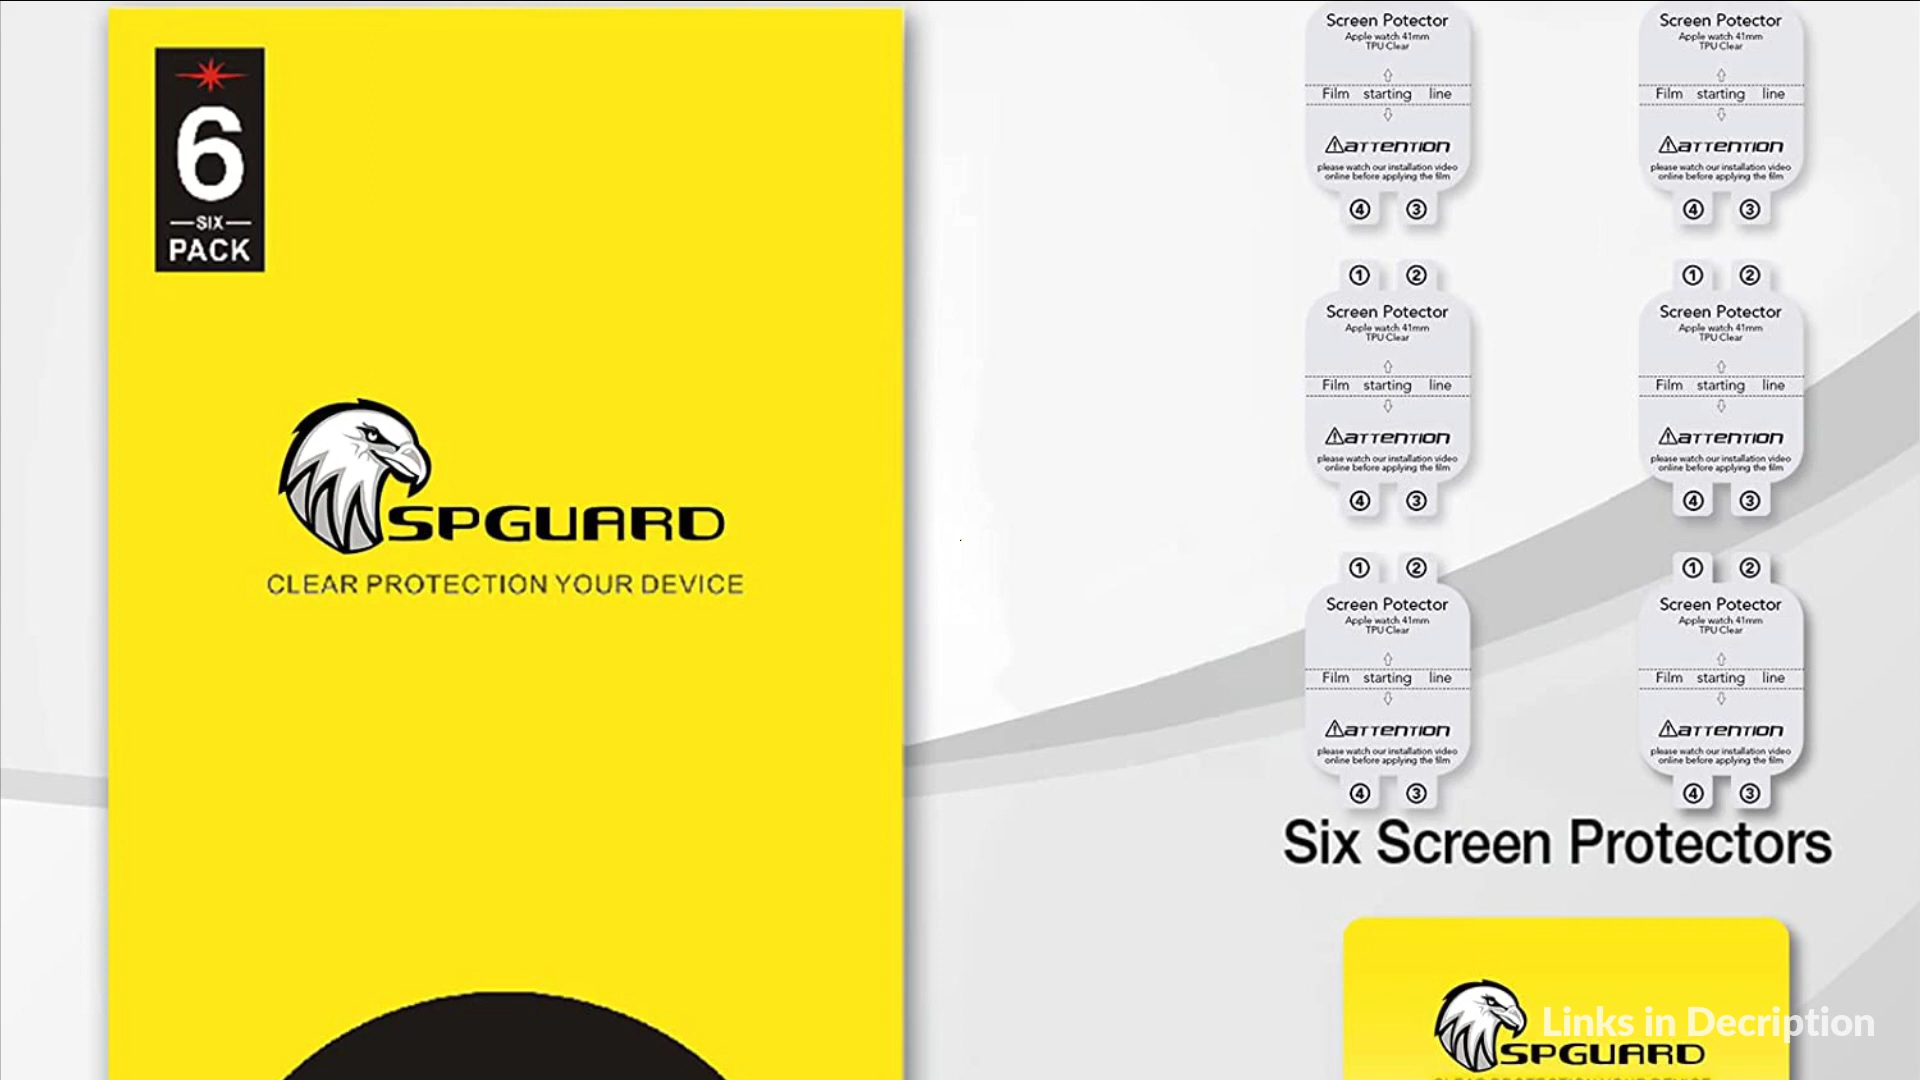 6
SIX
PACK
SPGUARD
CLEAR PROTECTION YOUR DEVICE
Screen Potector
Apple watch 41mm
TPU Clear
Film starting line
ATTENTION
please watch our installation video
online before applying the film
④ ③
Screen Potector
Apple watch 41mm
TPU Clear
Film starting line
ATTENTION
please watch our installation video
online before applying the film
④ ③
① ②
Screen Potector
Apple watch 41mm
TPU Clear
Film starting line
ATTENTION
please watch our installation video
online before applying the film
④ ③
① ②
Screen Potector
Apple watch 41mm
TPU Clear
Film starting line
ATTENTION
please watch our installation video
online before applying the film
④ ③
① ②
Screen Potector
Apple watch 41mm
TPU Clear
Film starting line
ATTENTION
please watch our installation video
online before applying the film
④ ③
① ②
Screen Potector
Apple watch 41mm
TPU Clear
Film starting line
ATTENTION
please watch our installation video
online before applying the film
④ ③
Six Screen Protectors
Links in Decription
SPGUARD